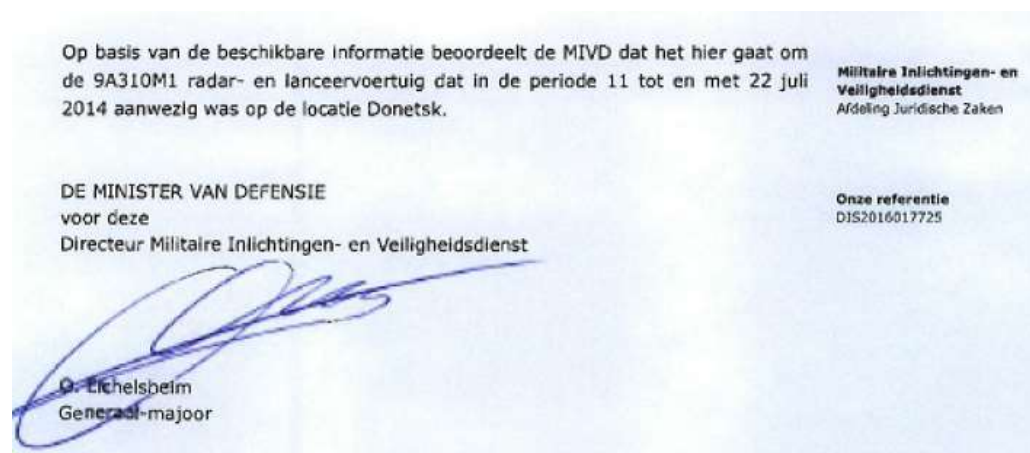 Op basis van de beschikbare informatie beoordeelt de MIVD dat het hier gaat om
de 9A310M1 radar- en lanceervoertuig dat in de periode 11 tot en met 22 juli
2014 aanwezig was op de locatie Donetsk.
Militaire Inlichtingen- en
Veiligheidsdienst
Afdeling Juridische Zaken
DE MINISTER VAN DEFENSIE
voor deze
Directeur Militaire Inlichtingen- en Veiligheidsdienst
Onze referentie
DIS2016017725
O. Eichelsheim
Generaal-majoor